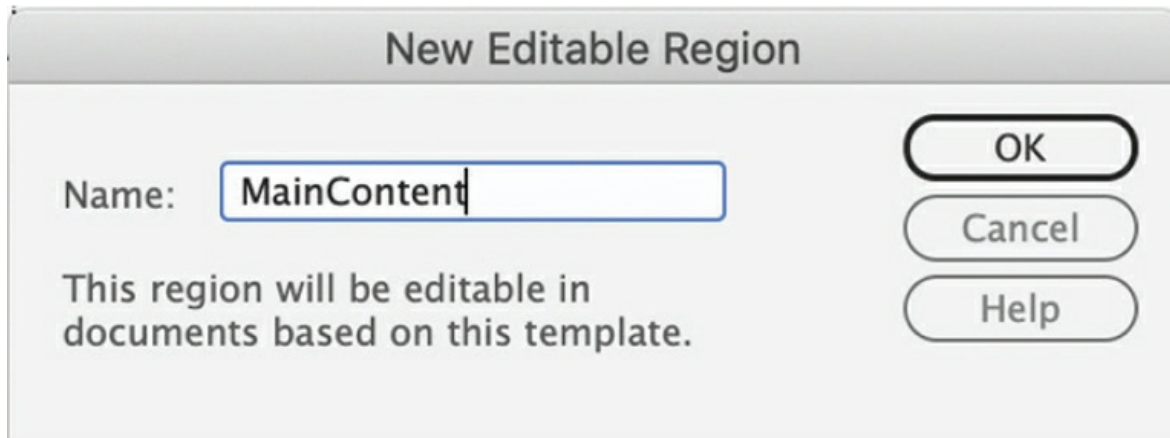 New Editable Region
Name: MainContent
OK
Cancel
This region will be editable in
documents based on this template.
Help